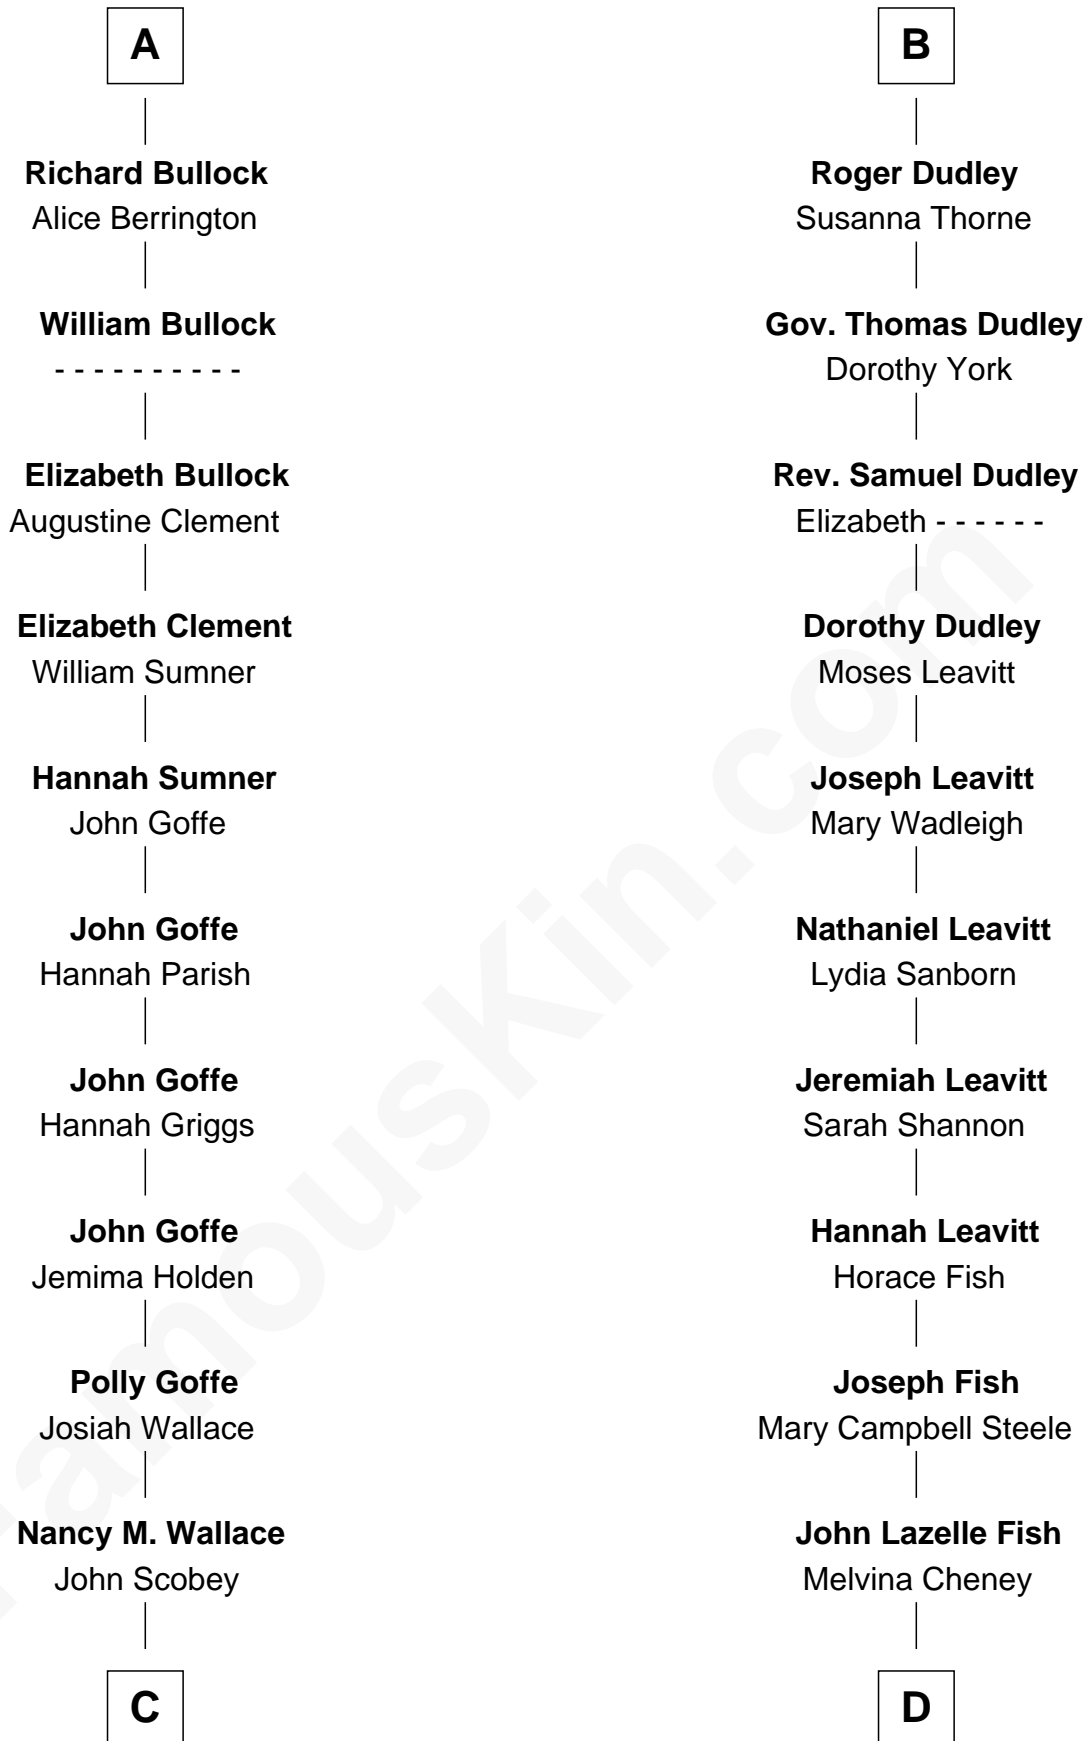 A
Richard Bullock
Alice Berrington
William Bullock
- - - - - - - - - -
Elizabeth Bullock
Augustine Clement
Elizabeth Clement
William Sumner
Hannah Sumner
John Goffe
John Goffe
Hannah Parish
John Goffe
Hannah Griggs
John Goffe
Jemima Holden
Polly Goffe
Josiah Wallace
Nancy M. Wallace
John Scobey
C
B
Roger Dudley
Susanna Thorne
Gov. Thomas Dudley
Dorothy York
Rev. Samuel Dudley
Elizabeth - - - - - -
Dorothy Dudley
Moses Leavitt
Joseph Leavitt
Mary Wadleigh
Nathaniel Leavitt
Lydia Sanborn
Jeremiah Leavitt
Sarah Shannon
Hannah Leavitt
Horace Fish
Joseph Fish
Mary Campbell Steele
John Lazelle Fish
Melvina Cheney
D
FamousKin.com